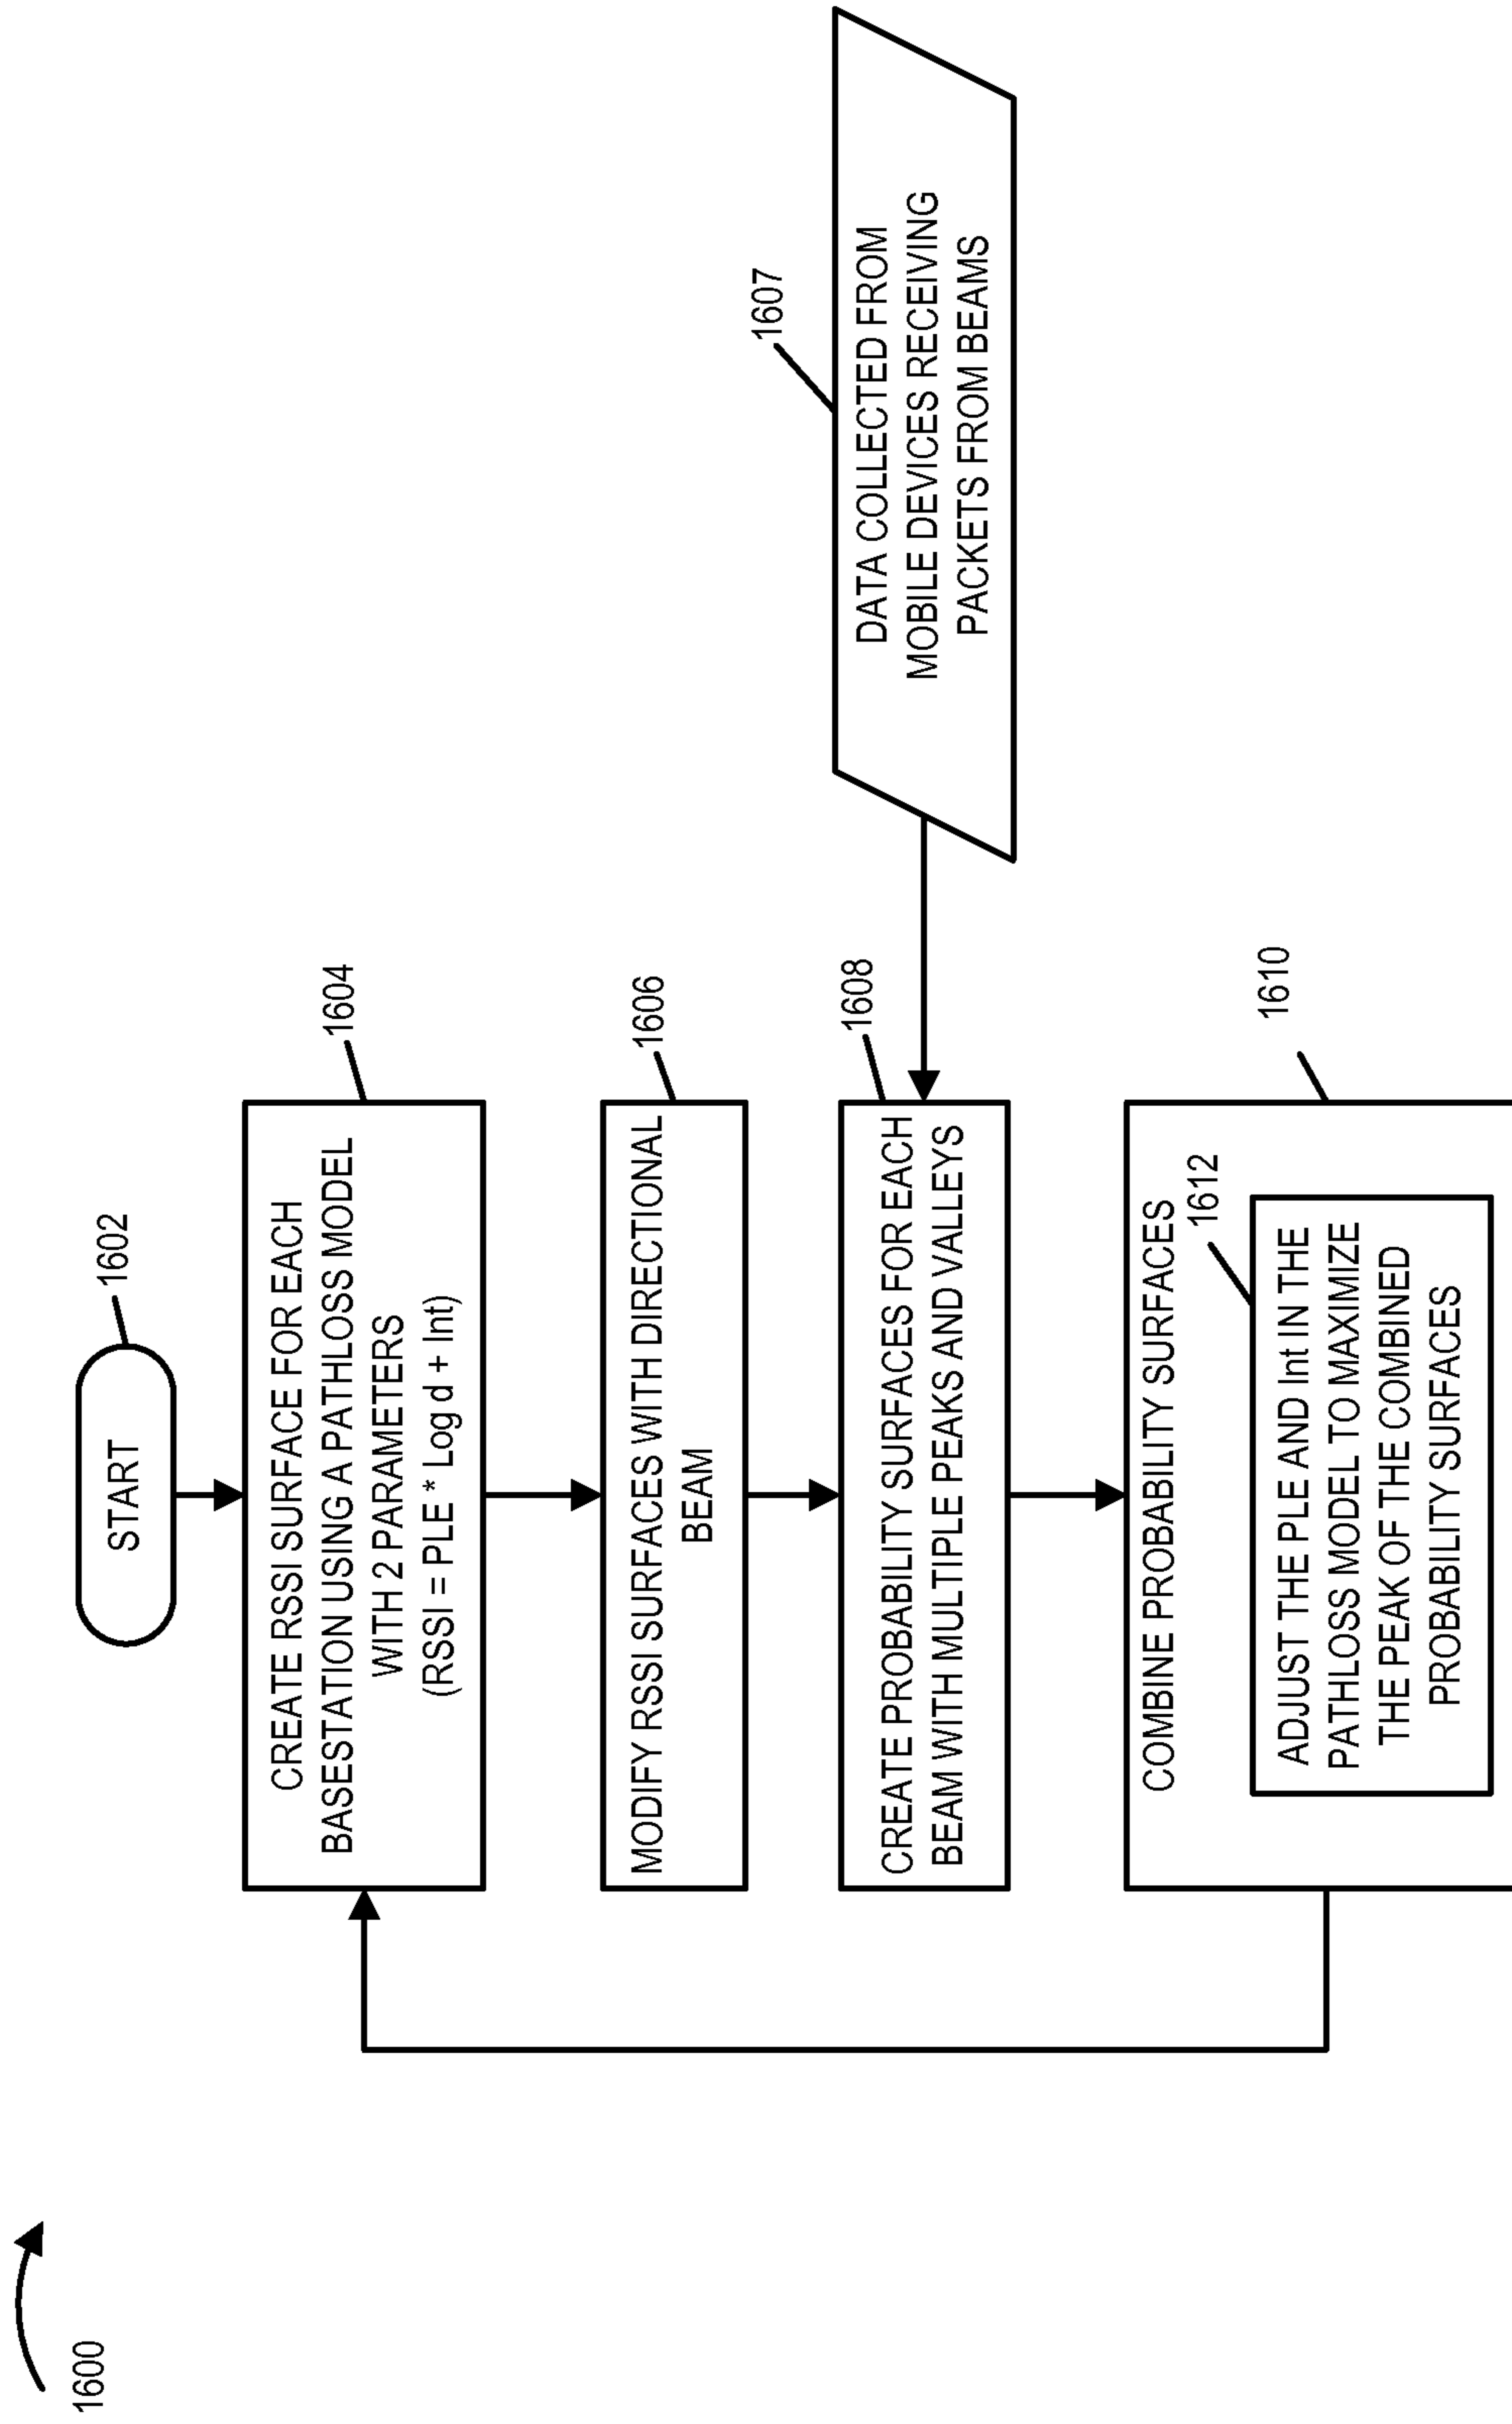 1600
START
1602
CREATE RSSI SURFACE FOR EACH
BASESTATION USING A PATHLOSS MODEL
WITH 2 PARAMETERS
(RSSI = PLE * Log d + Int)
1604
MODIFY RSSI SURFACES WITH DIRECTIONAL
BEAM
1606
DATA COLLECTED FROM
MOBILE DEVICES RECEIVING
PACKETS FROM BEAMS
1607
CREATE PROBABILITY SURFACES FOR EACH
BEAM WITH MULTIPLE PEAKS AND VALLEYS
1608
COMBINE PROBABILITY SURFACES
1610
1612
ADJUST THE PLE AND Int IN THE
PATHLOSS MODEL TO MAXIMIZE
THE PEAK OF THE COMBINED
PROBABILITY SURFACES